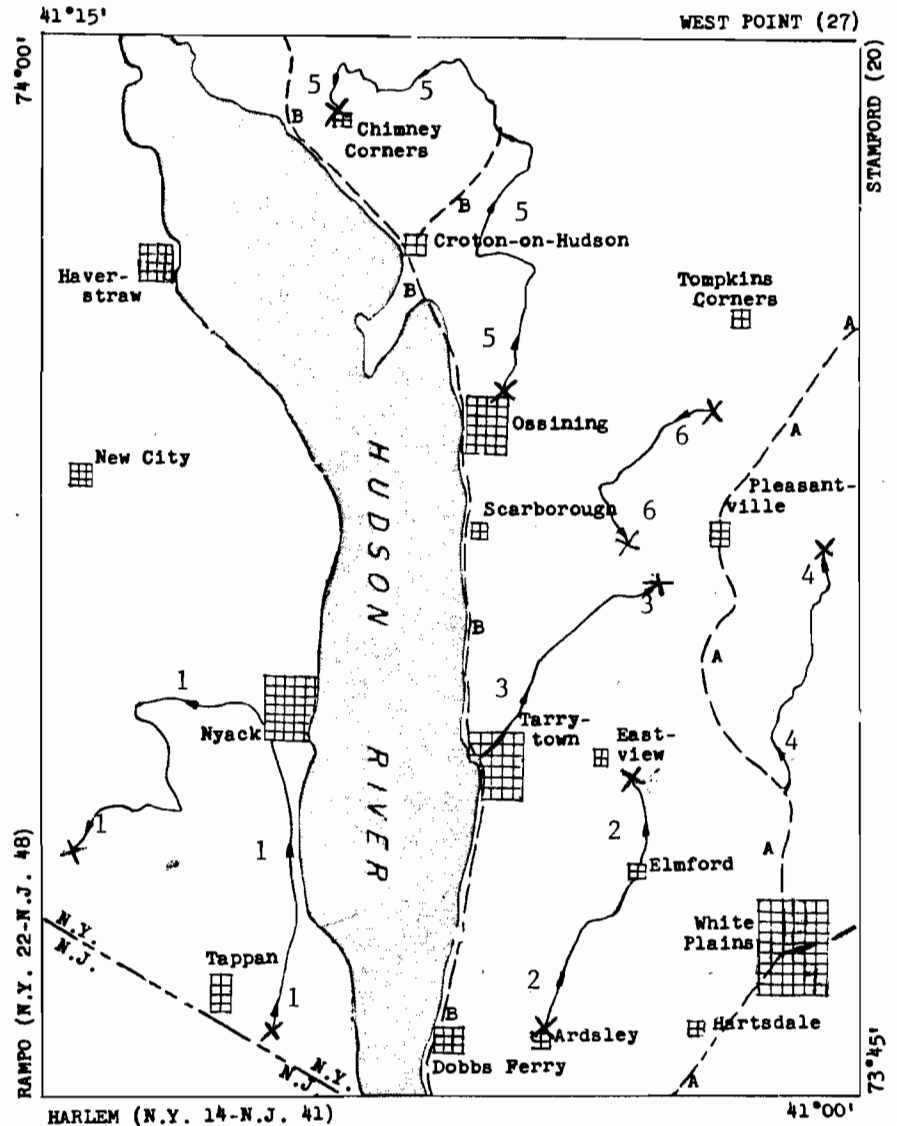 41°15'
WEST POINT (27)
74°00'
STAMFORD (20)
5
5
B
Chimney
Corners
B
5
Croton-on-Hudson
Haver-
straw
B
Tompkins
Corners
A
5
Ossining
A
6
New City
HUDSON RIVER
Pleasant-
ville
Scarborough
6
4
3
B
A
1
3
Nyack
Tarry-
town
East-
view
4
1
1
2
A
Elmford
RAMPO (N.Y. 22-N.J. 48)
N.Y.
N.J.
White
Plains
Tappan
1
2
B
Ardsley
Hartsdale
Dobbs Ferry
N.Y.
N.J.
A
73°45'
HARLEM (N.Y. 14-N.J. 41)
41°00'